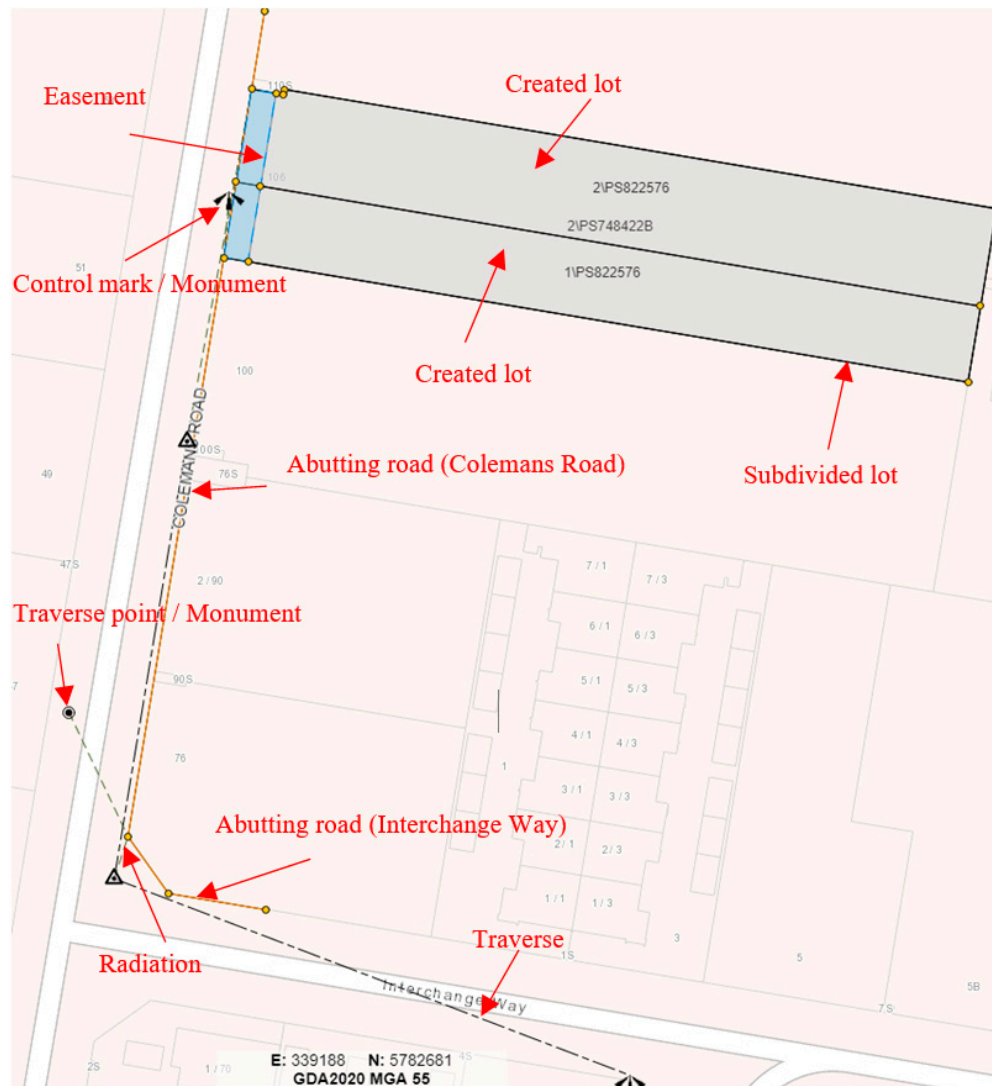 110S
Created lot
Easement
2\PS822576
106
2\PS748422B
51
1\PS822576
Control mark / Monument
100
Created lot
COLEMANS ROAD
100S
Abutting road (Colemans Road)
49
76S
Subdivided lot
47S
7 / 1
7 / 3
2 / 90
Traverse point / Monument
6 / 1
6 / 3
90S
5 / 1
5 / 3
4 / 1
4 / 3
76
1
3 / 1
3 / 3
Abutting road (Interchange Way)
2 / 1
2 / 3
1 / 1
1 / 3
Traverse
3
Radiation
1S
5
5B
Interchange Way
7S
2S
1 / 70
4S
E: 339188 N: 5782681
GDA2020 MGA 55